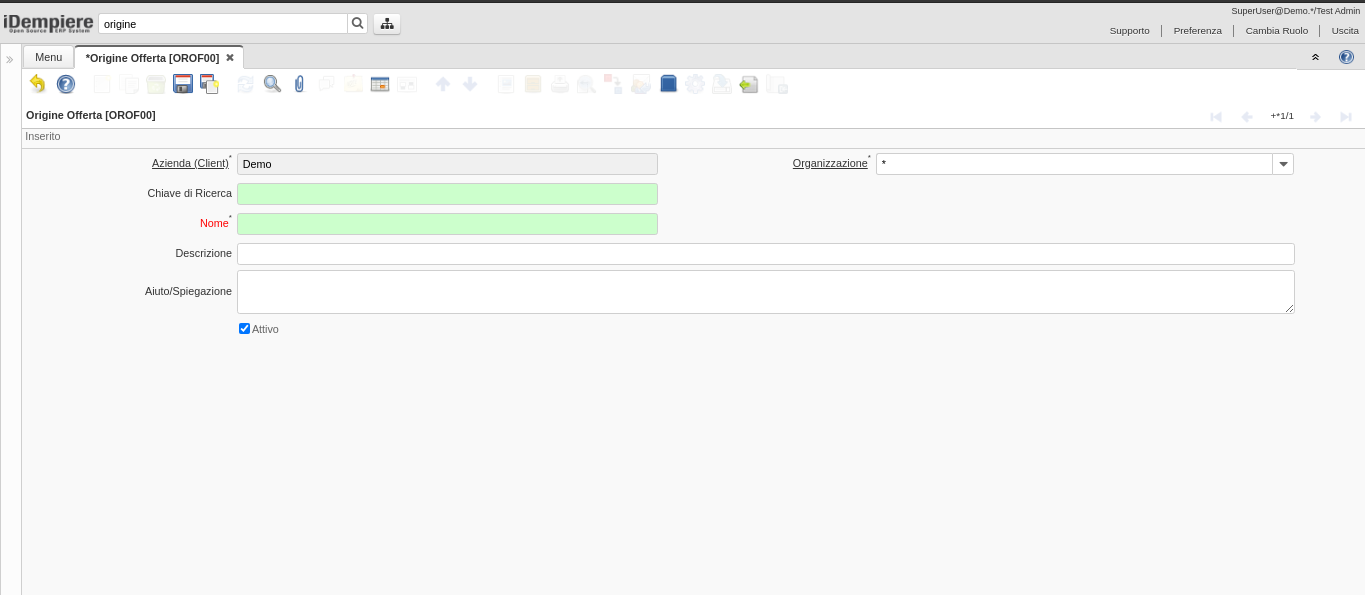 SuperUser@Demo.*/Test Admin
iDempiere
Open Source ERP System
origine
Supporto
Preferenza
Cambia Ruolo
Uscita
»
Menu
*Origine Offerta [OROF00] ✖
Origine Offerta [OROF00]
+*1/1
Inserito
Azienda (Client)*
Demo
Organizzazione*
*
Chiave di Ricerca
Nome*
Descrizione
Aiuto/Spiegazione
Attivo